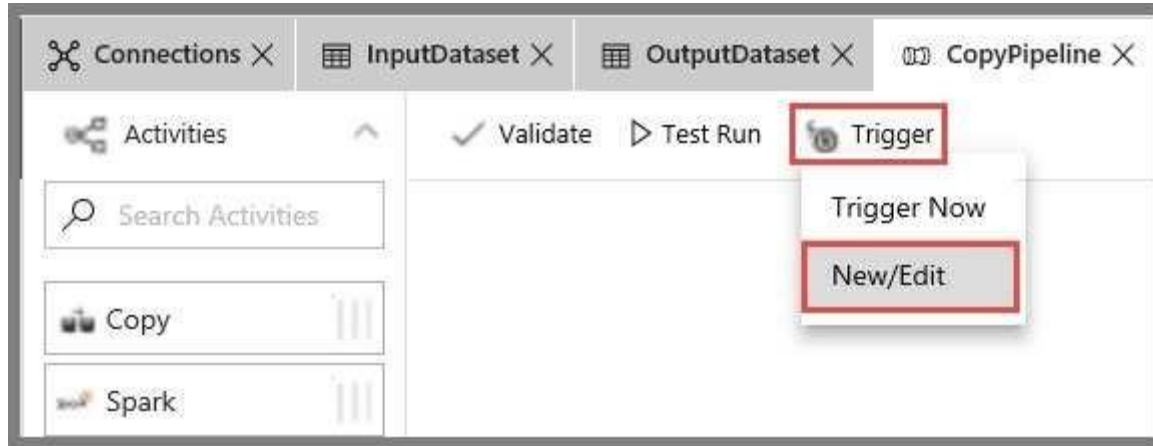 Connections InputDataset OutputDataset CopyPipeline
Activities Validate Test Run Trigger
Search Activities Trigger Now
New/Edit
Copy
Spark